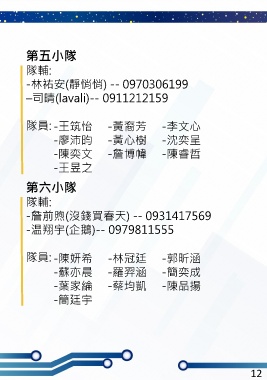 第五小隊
隊輔:
-林祐安(靜悄悄) -- 0970306199
–司晴(lavali)-- 0911212159
隊員:-王筑怡 -黃裔芳 -李文心
-廖沛昀 -黃心樹 -沈奕呈
-陳奕文 -詹博幃 -陳睿哲
-王昱之
第六小隊
隊輔:
-詹前煦(沒錢買春天) -- 0931417569
-温翔宇(企鵝)-- 0979811555
隊員:-陳妍希 -林冠廷 -郭昕涵
-蘇亦晨 -羅羿涵 -簡奕成
-葉家綸 -蔡均凱 -陳品揚
-簡廷宇
12